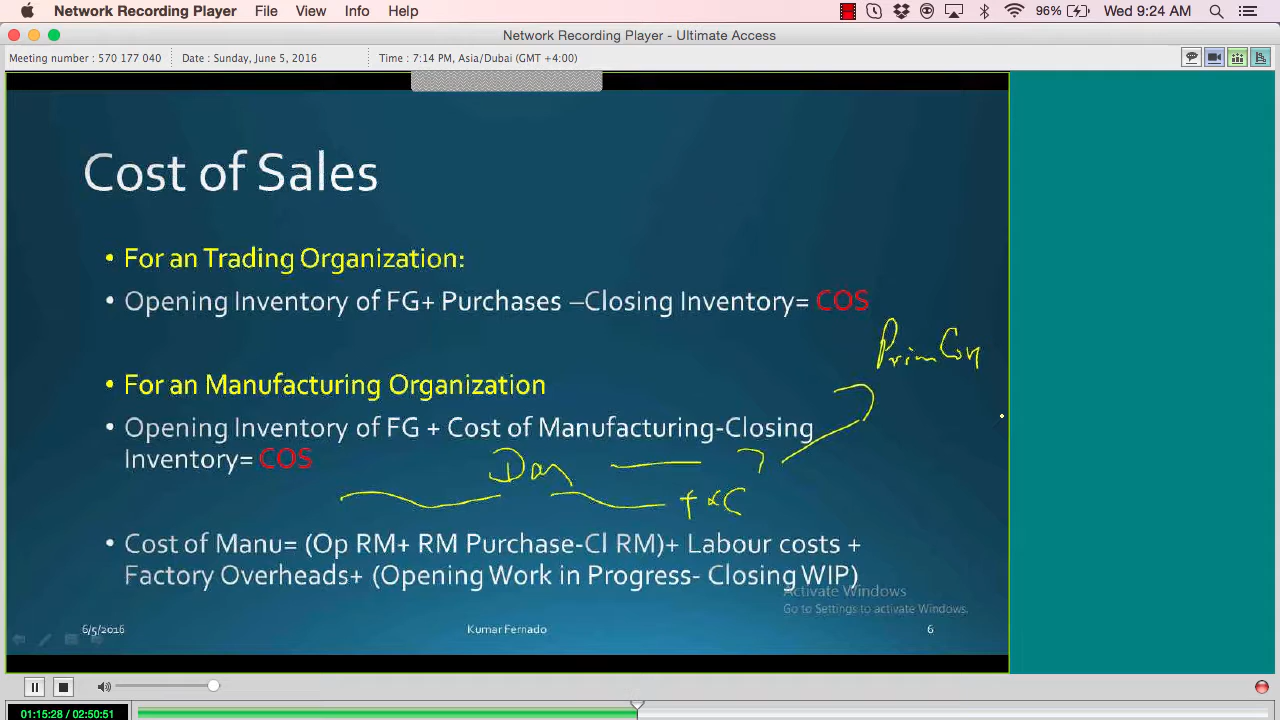 Network Recording Player File View Info Help 96% Wed 9:24 AM
Network Recording Player - Ultimate Access
Meeting number : 570 177 040 Date : Sunday, June 5, 2016 Time : 7:14 PM, Asia/Dubai(GMT +4:00)
Cost of Sales
• For an Trading Organization:
• Opening Inventory of FG+ Purchases –Closing Inventory= COS
• For an Manufacturing Organization
• Opening Inventory of FG + Cost of Manufacturing-Closing
Inventory= COS
• Cost of Manu= (Op RM+ RM Purchase-Cl RM)+ Labour costs +
Factory Overheads+ (Opening Work in Progress- Closing WIP)
Activate Windows
Go to Settings to activate Windows.
6/5/2016 Kumar Fernado 6
01:15:28 / 02:50:51